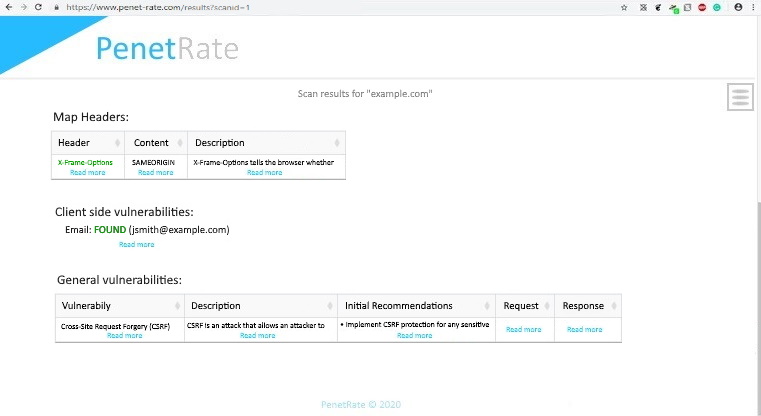 https://www.penet-rate.com/results?scanid=1
PenetRate
Scan results for "example.com"
Map Headers:
Header Content Description
X-Frame-Options SAMEORIGIN X-Frame-Options tells the browser whether
Read more Read more Read more
Client side vulnerabilities:
Email: FOUND (jsmith@example.com)
Read more
General vulnerabilities:
Vulnerabily Description Initial Recommendations Request Response
Cross-Site Request Forgery (CSRF) CSRF is an attack that allows an attacker to • Implement CSRF protection for any sensitive Read more Read more
Read more Read more Read more
PenetRate © 2020